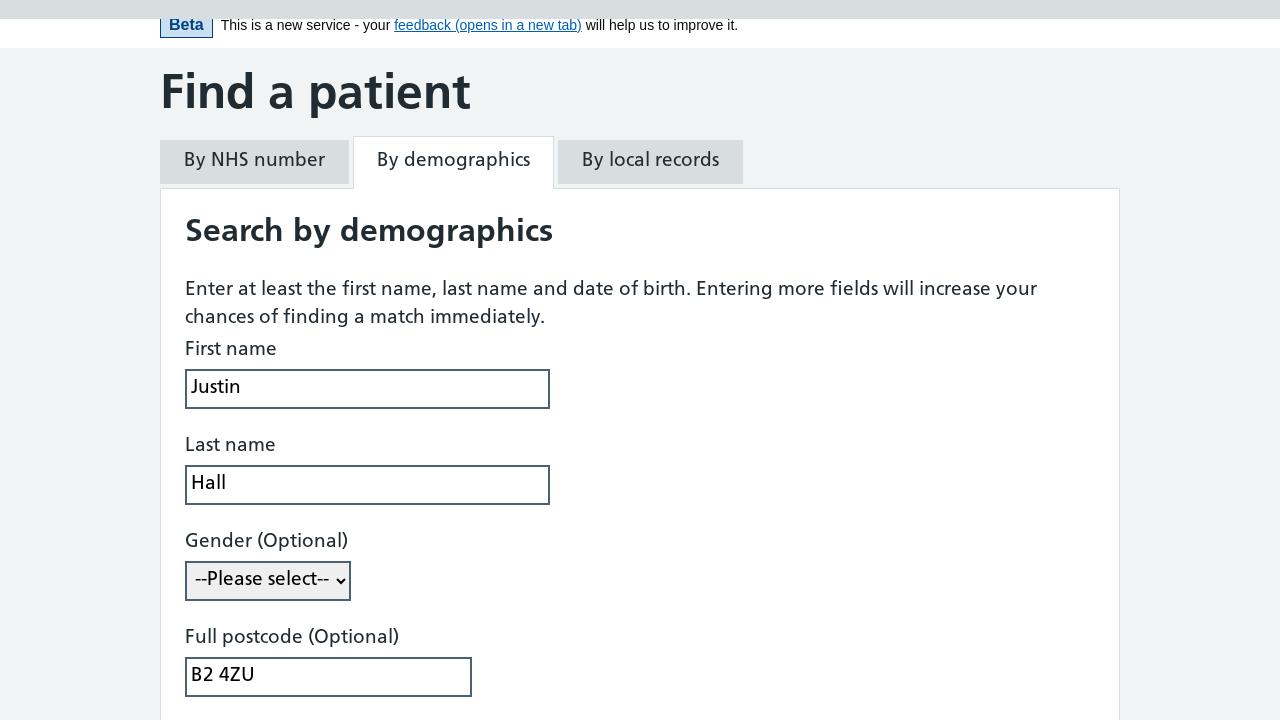 Beta This is a new service - your feedback (opens in a new tab) will help us to improve it.
Find a patient
By NHS number By demographics By local records
Search by demographics
Enter at least the first name, last name and date of birth. Entering more fields will increase your
chances of finding a match immediately.
First name
Justin
Last name
Hall
Gender (Optional)
--Please select--
Full postcode (Optional)
B2 4ZU